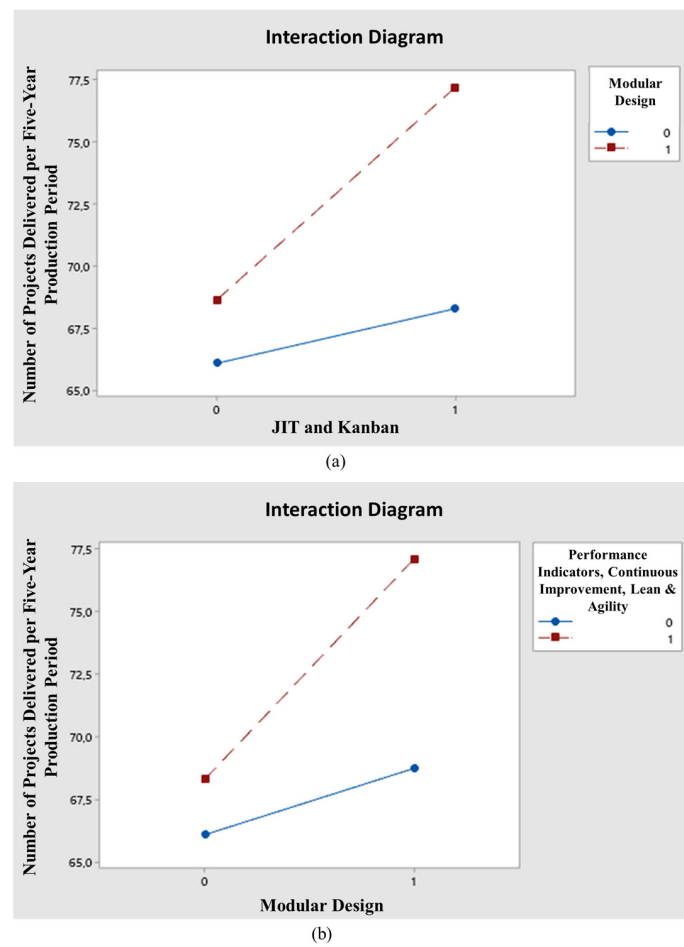 Interaction Diagram
Number of Projects Delivered per Five-Year
Production Period
77,5
75,0
72,5
70,0
67,5
65,0
0
1
JIT and Kanban
Modular
Design
0
1
(a)
Interaction Diagram
Number of Projects Delivered per Five-Year
Production Period
77,5
75,0
72,5
70,0
67,5
65,0
0
1
Modular Design
Performance
Indicators, Continuous
Improvement, Lean &
Agility
0
1
(b)